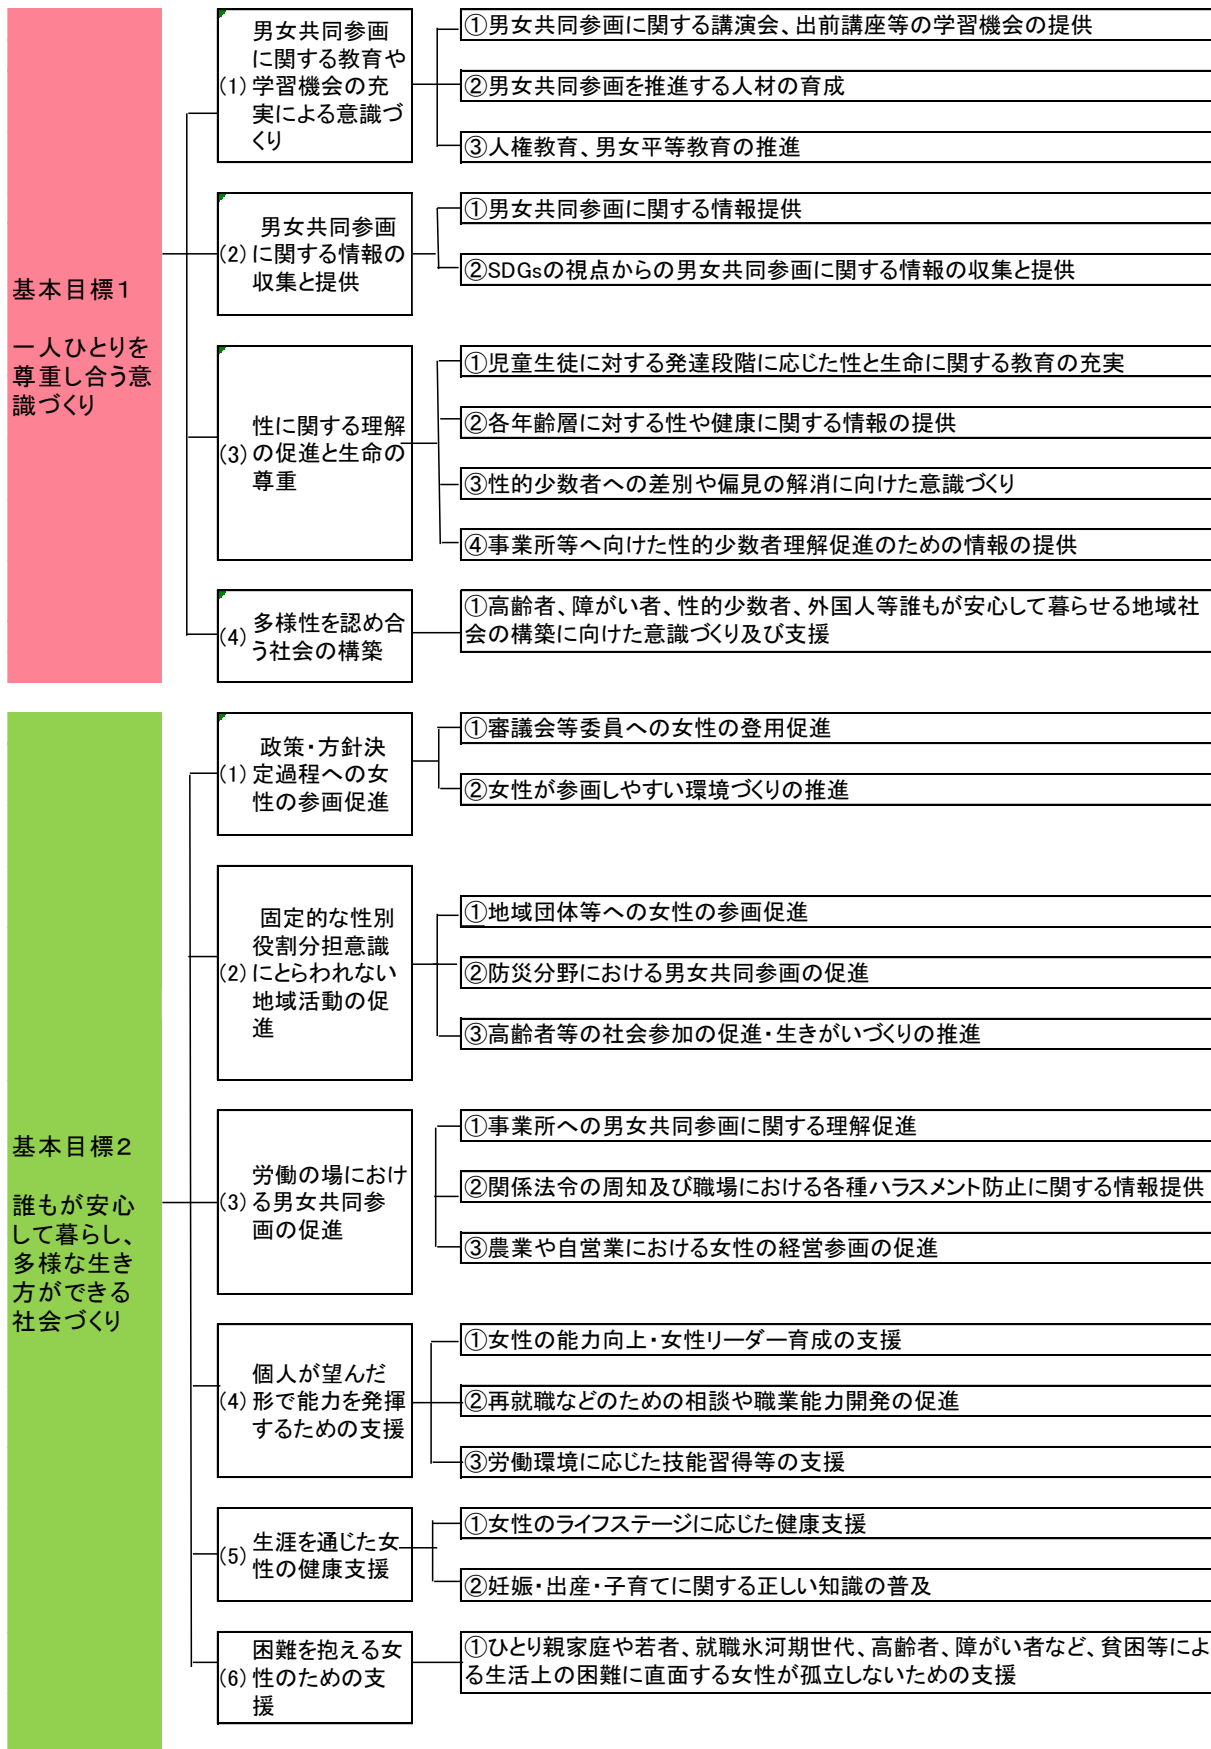 基本目標１
一人ひとりを
尊重し合う意
識づくり
(1)
男女共同参画
に関する教育や
学習機会の充
実による意識づ
くり
①男女共同参画に関する講演会、出前講座等の学習機会の提供
②男女共同参画を推進する人材の育成
③人権教育、男女平等教育の推進
(2)
男女共同参画
に関する情報の
収集と提供
①男女共同参画に関する情報提供
②SDGsの視点からの男女共同参画に関する情報の収集と提供
(3)
性に関する理解
の促進と生命の
尊重
①児童生徒に対する発達段階に応じた性と生命に関する教育の充実
②各年齢層に対する性や健康に関する情報の提供
③性的少数者への差別や偏見の解消に向けた意識づくり
④事業所等へ向けた性的少数者理解促進のための情報の提供
(4)
多様性を認め合
う社会の構築
①高齢者、障がい者、性的少数者、外国人等誰もが安心して暮らせる地域社
会の構築に向けた意識づくり及び支援
基本目標２
誰もが安心
して暮らし、
多様な生き
方ができる
社会づくり
(1)
政策・方針決
定過程への女
性の参画促進
①審議会等委員への女性の登用促進
②女性が参画しやすい環境づくりの推進
(2)
固定的な性別
役割分担意識
にとらわれない
地域活動の促
進
①地域団体等への女性の参画促進
②防災分野における男女共同参画の促進
③高齢者等の社会参加の促進・生きがいづくりの推進
(3)
労働の場におけ
る男女共同参
画の促進
①事業所への男女共同参画に関する理解促進
②関係法令の周知及び職場における各種ハラスメント防止に関する情報提供
③農業や自営業における女性の経営参画の促進
(4)
個人が望んだ
形で能力を発揮
するための支援
①女性の能力向上・女性リーダー育成の支援
②再就職などのための相談や職業能力開発の促進
③労働環境に応じた技能習得等の支援
(5)
生涯を通じた女
性の健康支援
①女性のライフステージに応じた健康支援
②妊娠・出産・子育てに関する正しい知識の普及
(6)
困難を抱える女
性のための支
援
①ひとり親家庭や若者、就職氷河期世代、高齢者、障がい者など、貧困等によ
る生活上の困難に直面する女性が孤立しないための支援